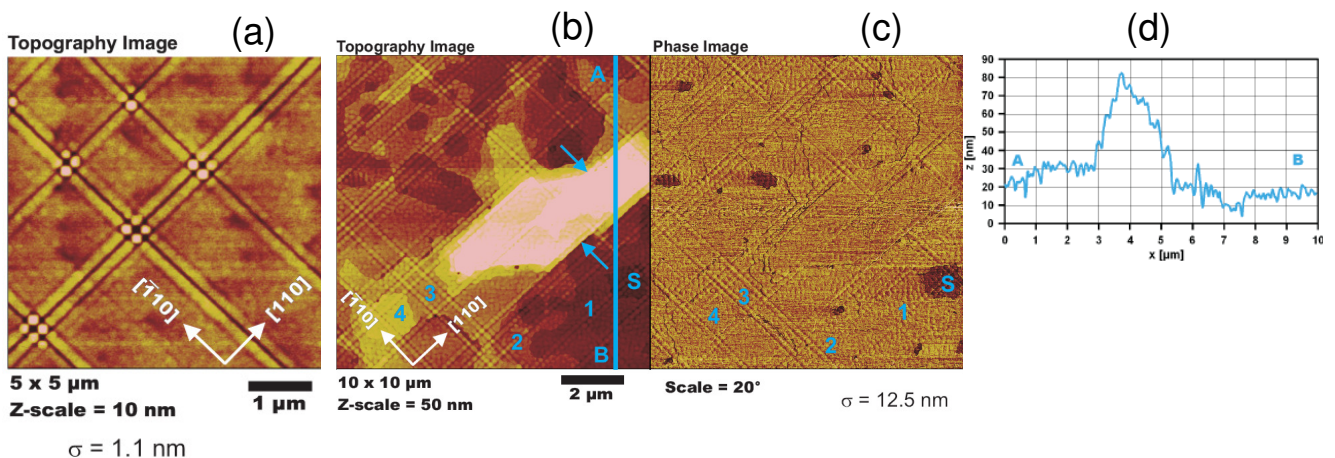 (a)
Topography Image
[1̄10]
[110]
5 x 5 µm
Z-scale = 10 nm
1 µm
σ = 1.1 nm
(b)
Topography Image
A
S
3
4
1
2
B
[1̄10]
[110]
10 x 10 µm
Z-scale = 50 nm
2 µm
(c)
Phase Image
S
3
4
1
2
Scale = 20°
σ = 12.5 nm
(d)
90
80
70
60
50
40
30
20
10
0
z [nm]
A
B
0 1 2 3 4 5 6 7 8 9 10
x [µm]